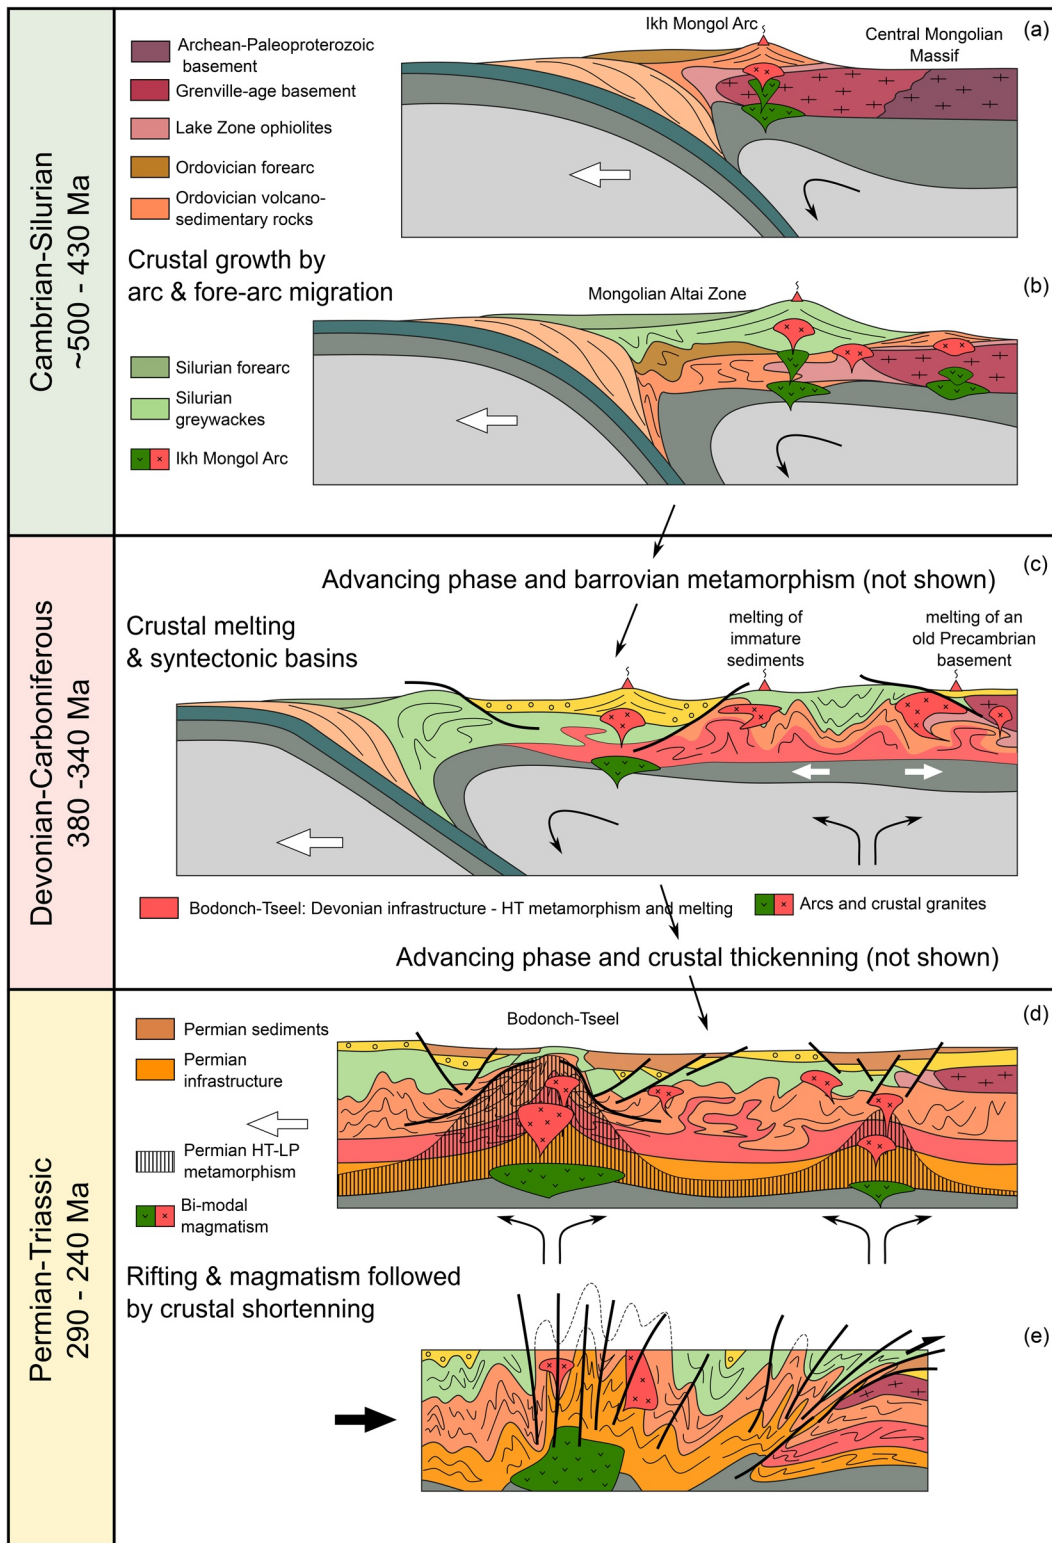 Cambrian-Silurian
~500 - 430 Ma
(a)
Ikh Mongol Arc
Central Mongolian
Massif
Archean-Paleoproterozoic
basement
Grenville-age basement
Lake Zone ophiolites
Ordovician forearc
Ordovician volcano-
sedimentary rocks
Crustal growth by
arc & fore-arc migration
(b)
Mongolian Altai Zone
Silurian forearc
Silurian
greywackes
Ikh Mongol Arc
Devonian-Carboniferous
380 -340 Ma
(c)
Advancing phase and barrovian metamorphism (not shown)
Crustal melting
& syntectonic basins
melting of
immature
sediments
melting of an
old Precambrian
basement
Bodonch-Tseel: Devonian infrastructure - HT metamorphism and melting
Arcs and crustal granites
Advancing phase and crustal thickenning (not shown)
Permian-Triassic
290 - 240 Ma
(d)
Bodonch-Tseel
Permian sediments
Permian
infrastructure
Permian HT-LP
metamorphism
Bi-modal
magmatism
Rifting & magmatism followed
by crustal shortenning
(e)